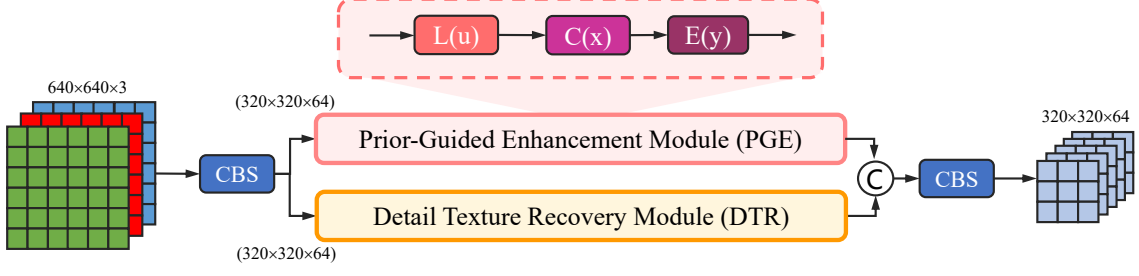 L(u)
C(x)
E(y)
640×640×3
(320×320×64)
Prior-Guided Enhancement Module (PGE)
320×320×64
CBS
C
CBS
Detail Texture Recovery Module (DTR)
(320×320×64)